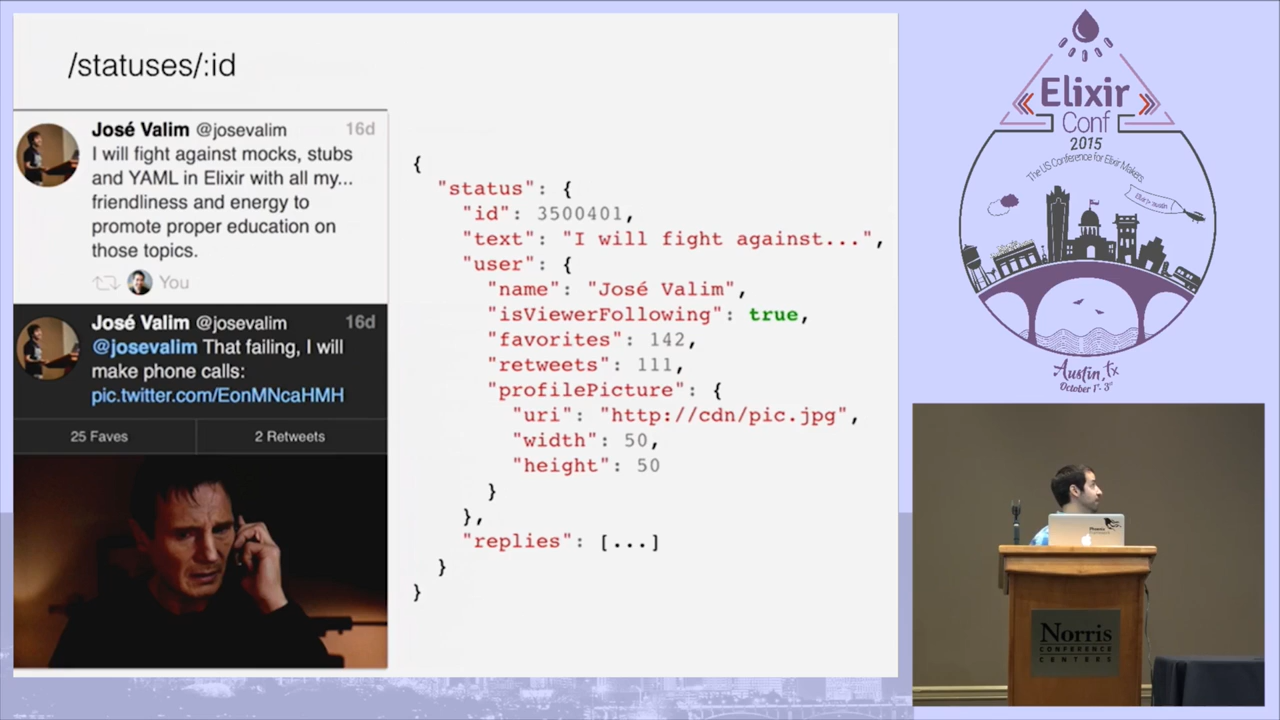 /statuses/:id
José Valim @josevalim 16d
I will fight against mocks, stubs
and YAML in Elixir with all my...
friendliness and energy to
promote proper education on
those topics.
You
José Valim @josevalim 16d
@josevalim That failing, I will
make phone calls:
pic.twitter.com/EonMNcaHMH
25 Faves 2 Retweets
{
"status": {
"id": 3500401,
"text": "I will fight against...",
"user": {
"name": "José Valim",
"isViewerFollowing": true,
"favorites": 142,
"retweets": 111,
"profilePicture": {
"uri": "http://cdn/pic.jpg",
"width": 50,
"height": 50
}
},
"replies": [...]
}
}
Elixir
Conf
2015
The US Conference for Elixir Makers
Austin, tx
October 1st - 3rd
Phoenix
Norris
CONFERENCE
CENTERS